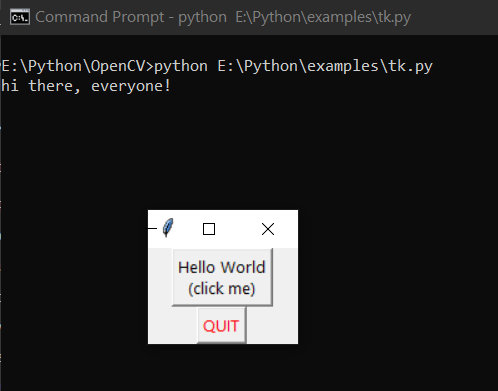 Command Prompt - python E:\Python\examples\tk.py
E:\Python\OpenCV>python E:\Python\examples\tk.py
hi there, everyone!
Hello World
(click me)
QUIT